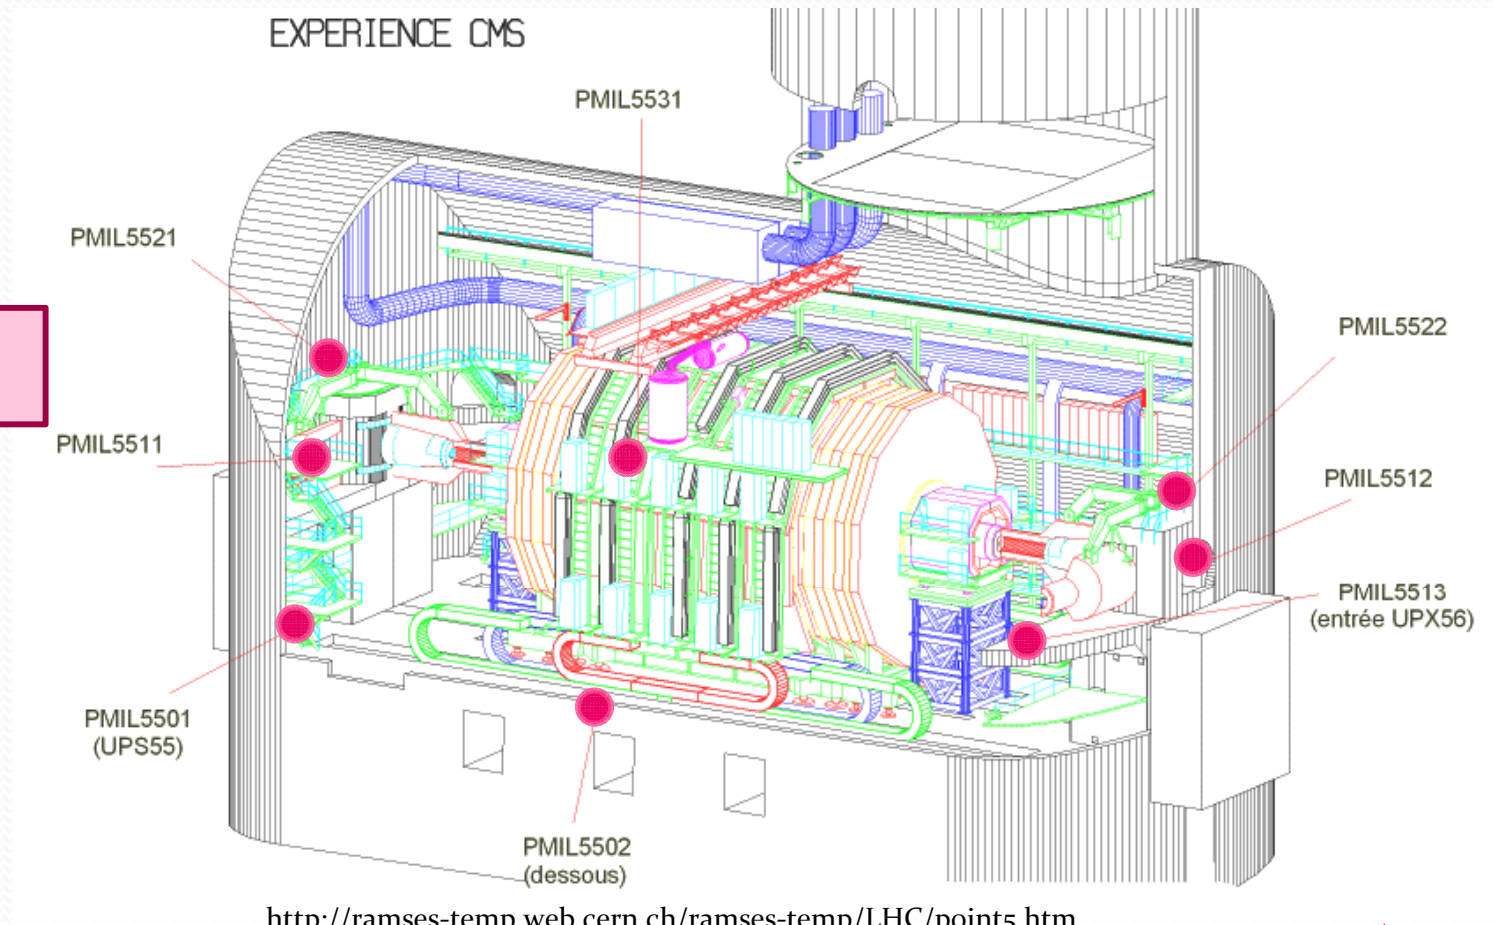 EXPERIENCE CMS
PMIL5531
PMIL5521
PMIL5522
PMIL5511
PMIL5512
PMIL5513
(entrée UPX56)
PMIL5501
(UPS55)
PMIL5502
(dessous)
http://ramses-temp.web.cern.ch/ramses-temp/LHC/point5.htm